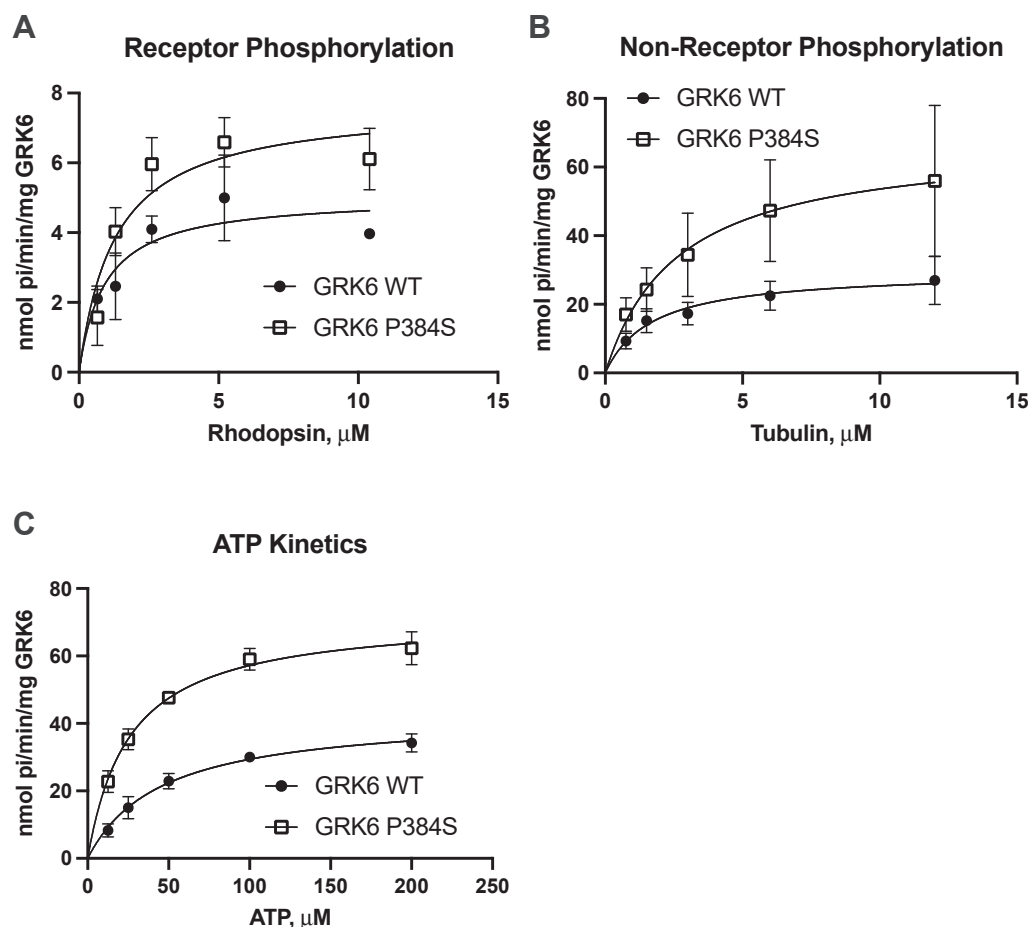 A
Receptor Phosphorylation
nmol pi/min/mg GRK6
8
6
4
2
0
GRK6 WT
GRK6 P384S
0 5 10 15
Rhodopsin, μM
B
Non-Receptor Phosphorylation
nmol pi/min/mg GRK6
80
60
40
20
0
GRK6 WT
GRK6 P384S
0 5 10 15
Tubulin, μM
C
ATP Kinetics
nmol pi/min/mg GRK6
80
60
40
20
0
GRK6 WT
GRK6 P384S
0 50 100 150 200 250
ATP, μM